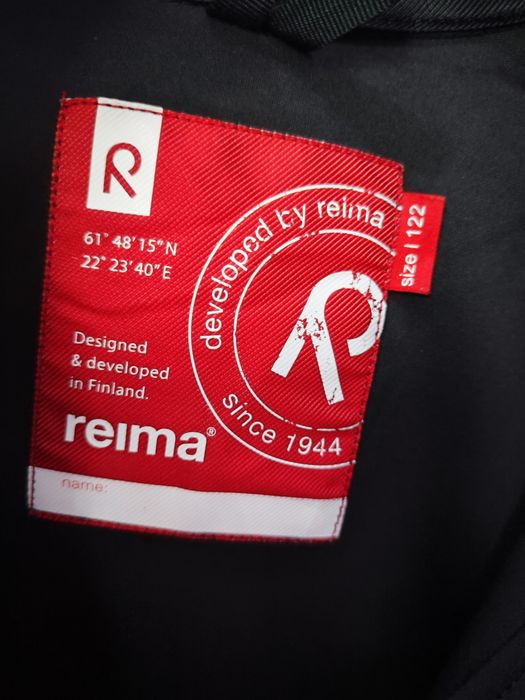 R
61° 48'15"N
22° 23'40"E
developed by reima
R
since 1944
Designed
& developed
in Finland.
reima®
name:
size | 122